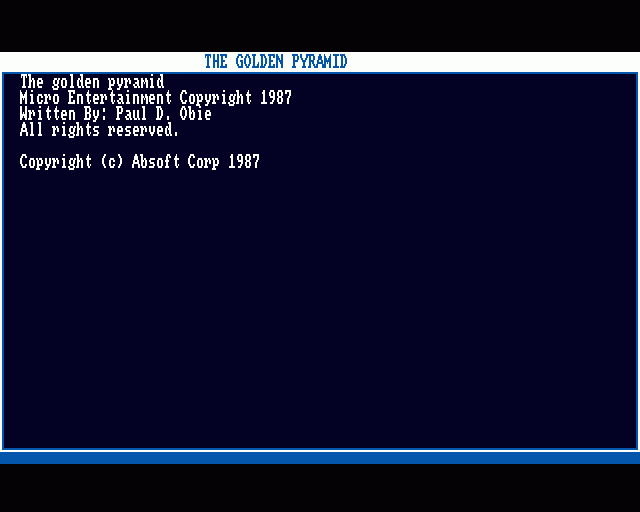 THE GOLDEN PYRAMID
The golden pyramid
Micro Entertainment Copyright 1987
Written By: Paul D. Obie
All rights reserved.
Copyright (c) Absoft Corp 1987